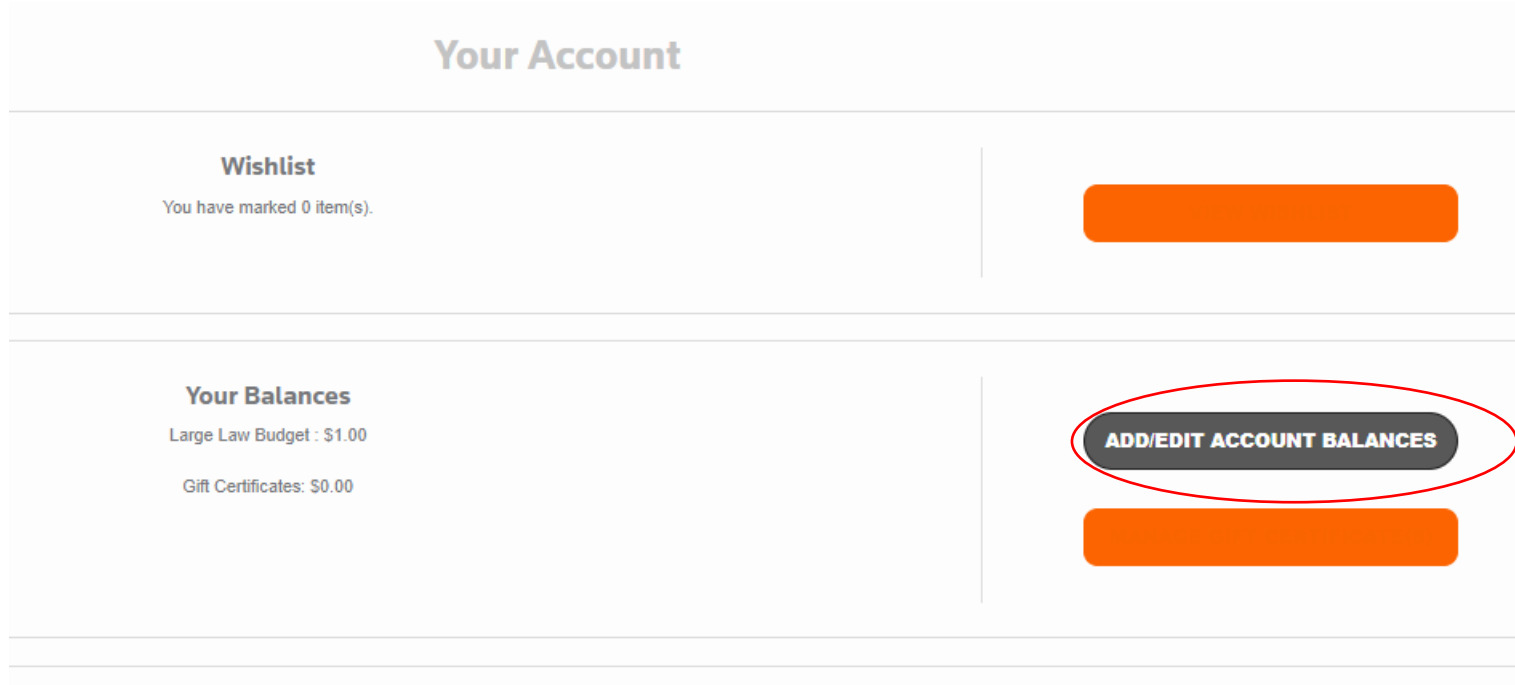 Your Account
Wishlist
You have marked 0 item(s).
Your Balances
Large Law Budget : $1.00
ADD/EDIT ACCOUNT BALANCES
Gift Certificates: $0.00